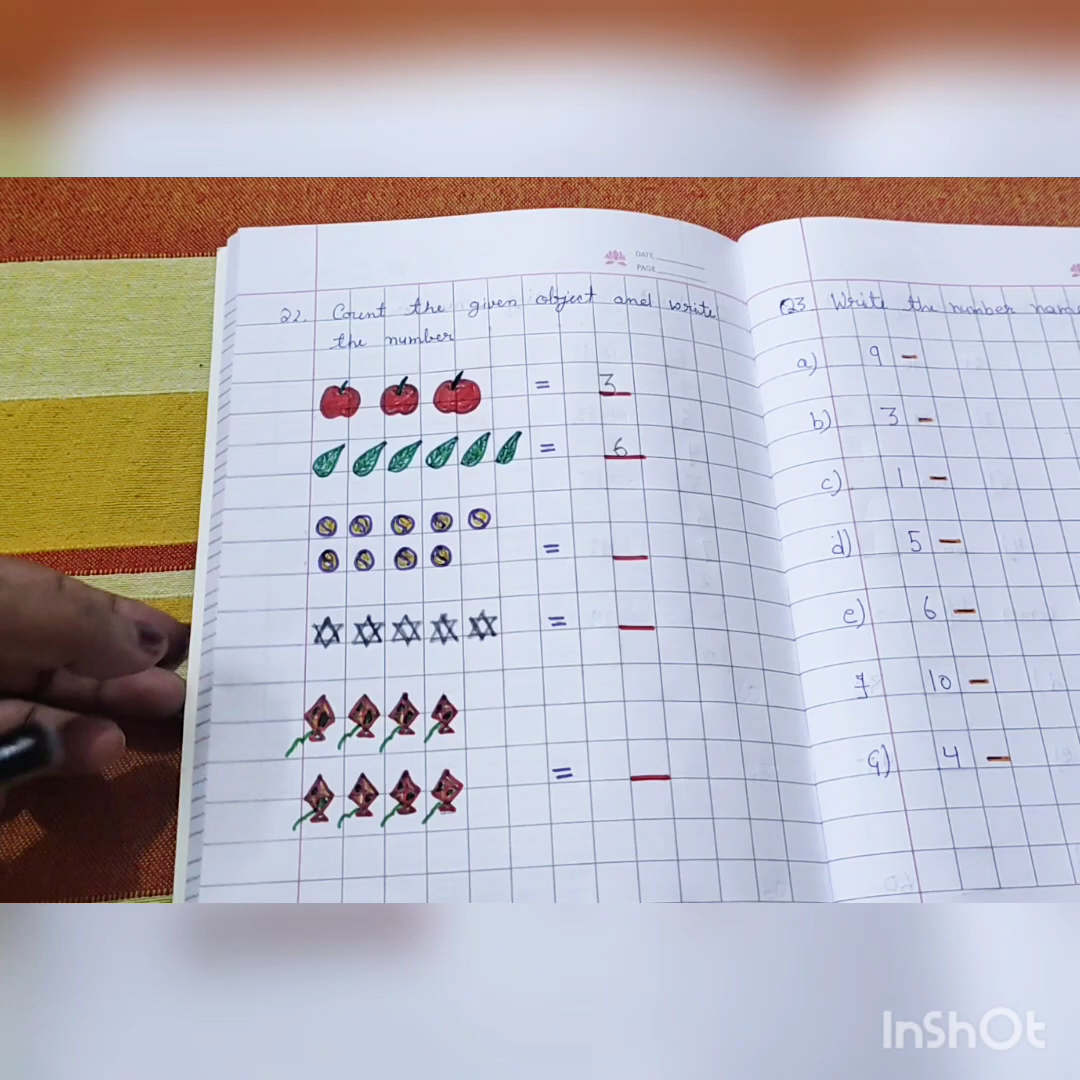 DATE
PAGE
Q2. Count the given object and write
the number
= 3
= 6
=
=
=
Q3 Write the number name
a) 9 -
b) 3 -
c) 1 -
d) 5 -
e) 6 -
f 10 -
g) 4 -
InShOt